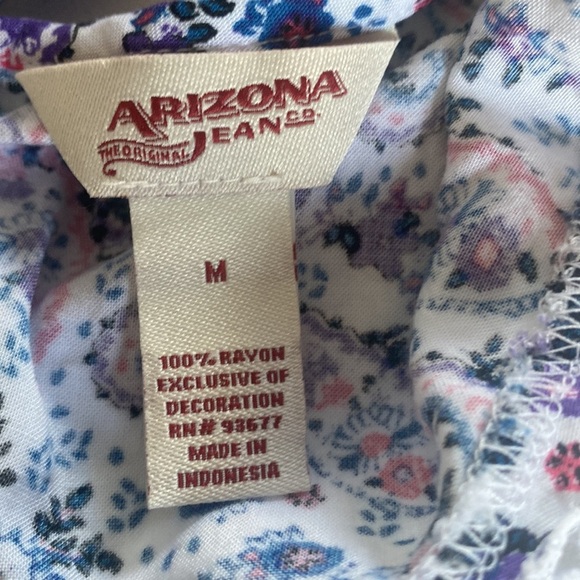 ARIZONA
THE ORIGINAL JEAN CO.
M
100% RAYON
EXCLUSIVE OF
DECORATION
RN# 93677
MADE IN
INDONESIA